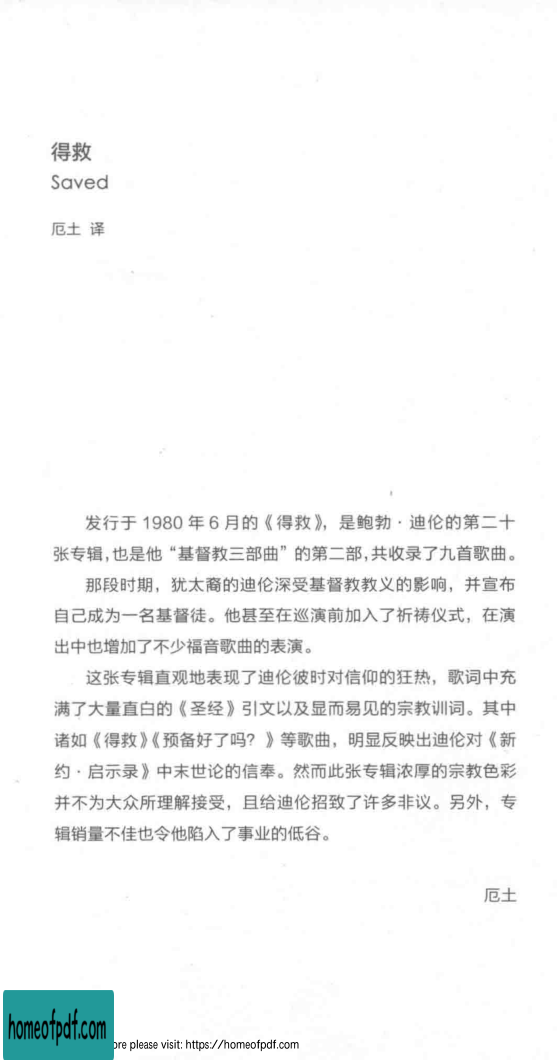 得救
Saved
厄土 译
发行于 1980 年 6 月的《得救》，是鲍勃·迪伦的第二十
张专辑，也是他“基督教三部曲”的第二部，共收录了九首歌曲。
那段时期，犹太裔的迪伦深受基督教教义的影响，并宣布
自己成为一名基督徒。他甚至在巡演前加入了祈祷仪式，在演
出中也增加了不少福音歌曲的表演。
这张专辑直观地表现了迪伦彼时对信仰的狂热，歌词中充
满了大量直白的《圣经》引文以及显而易见的宗教训词。其中
诸如《得救》《预备好了吗？》等歌曲，明显反映出迪伦对《新
约·启示录》中末世论的信奉。然而此张专辑浓厚的宗教色彩
并不为大众所理解接受，且给迪伦招致了许多非议。另外，专
辑销量不佳也令他陷入了事业的低谷。
厄土
homeofpdf.com
ore please visit: https://homeofpdf.com